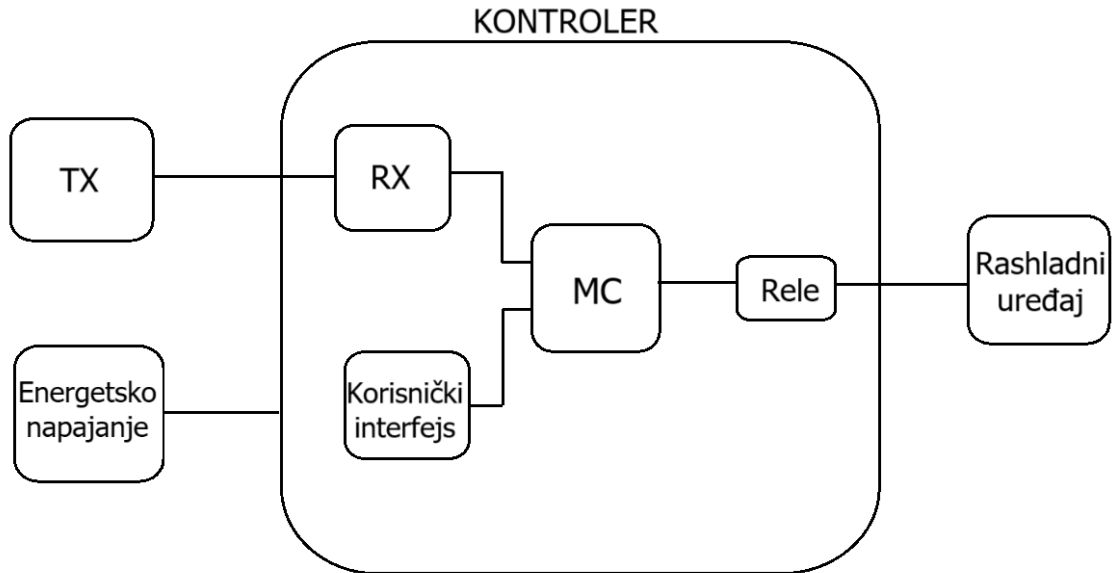 KONTROLER
TX
RX
MC
Rele
Rashladni
uređaj
Energetsko
napajanje
Korisnički
interfejs